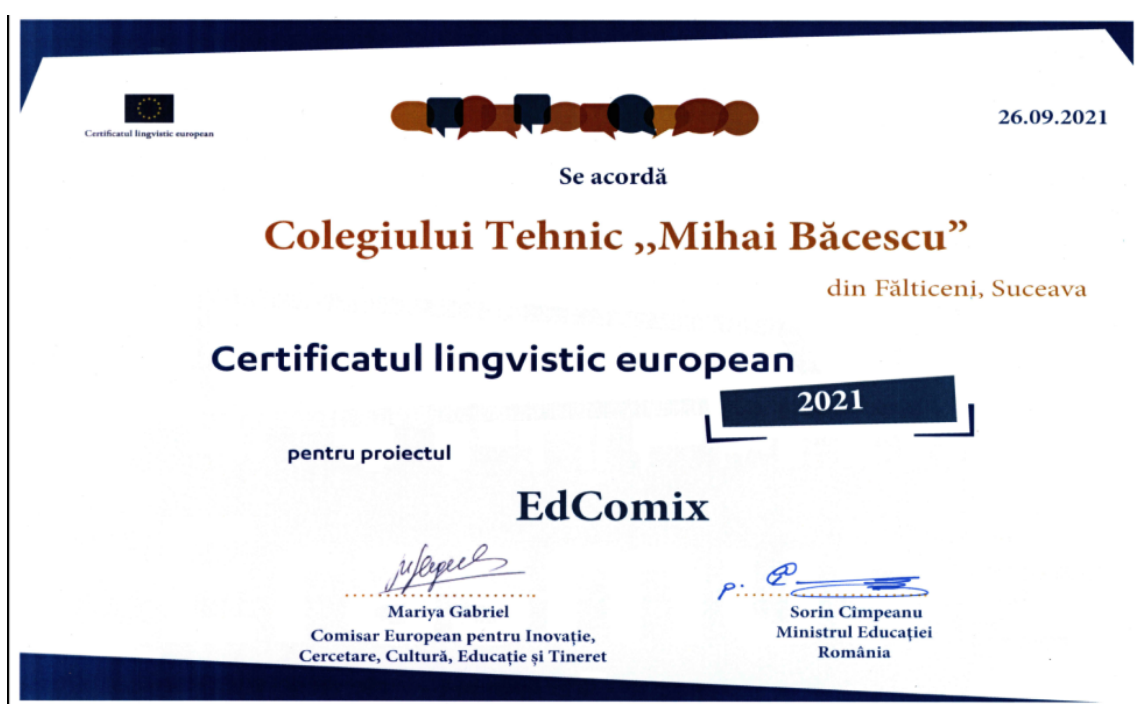 Certificatul lingvistic european
26.09.2021
Se acordă
Colegiului Tehnic ,,Mihai Băcescu”
din Fălticeni, Suceava
Certificatul lingvistic european
2021
pentru proiectul
EdComix
p.
Mariya Gabriel
Comisar European pentru Inovație,
Cercetare, Cultură, Educație și Tineret
Sorin Cîmpeanu
Ministrul Educației
România